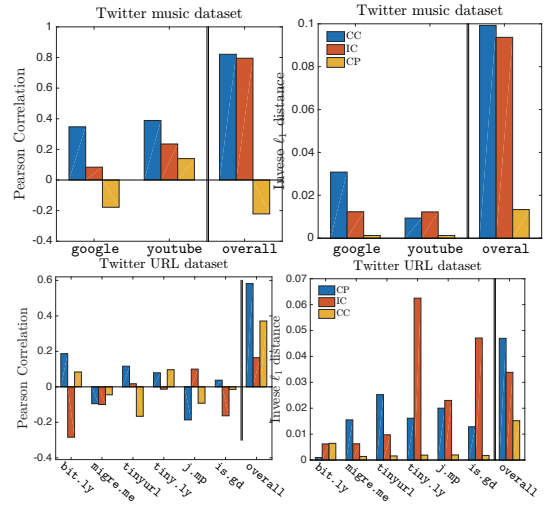 Twitter music dataset
Pearson Correlation
1
0.8
0.6
0.4
0.2
0
-0.2
-0.4
google youtube overall
Twitter music dataset
Invese ℓ1 distance
0.1
0.08
0.06
0.04
0.02
0
CC
IC
CP
google youtube overal
Twitter URL dataset
Pearson Correlation
0.6
0.4
0.2
0
-0.2
-0.4
bit.ly migre.me tinyurl tiny.ly j.mp is.gd overall
Twitter URL dataset
Invese ℓ1 distance
0.07
0.06
0.05
0.04
0.03
0.02
0.01
0
CP
IC
CC
bit.ly migre.me tinyurl tiny.ly j.mp is.gd overall